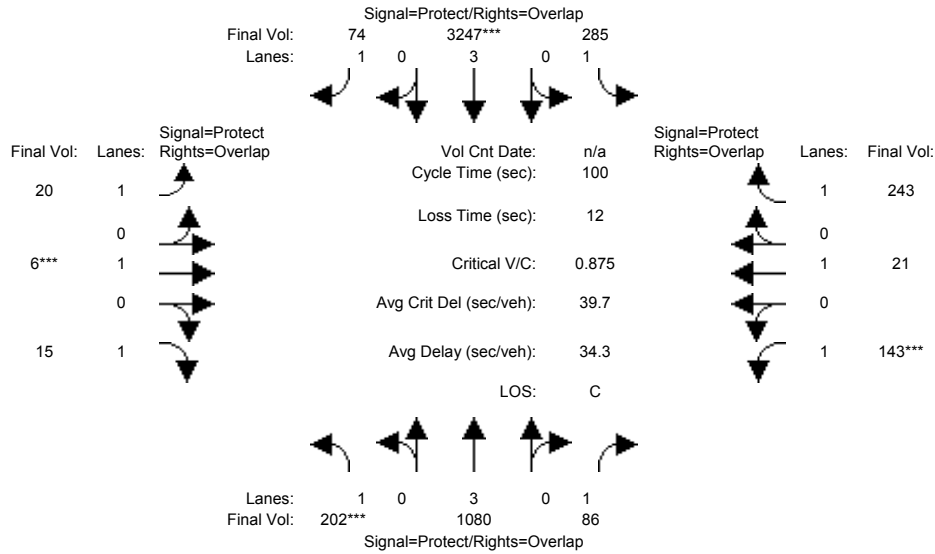 Signal=Protect/Rights=Overlap
Final Vol: 74 3247*** 285
Lanes: 1 0 3 0 1
Signal=Protect Signal=Protect
Final Vol: Lanes: Rights=Overlap Vol Cnt Date: n/a Rights=Overlap Lanes: Final Vol:
Cycle Time (sec): 100
20 1 1 243
Loss Time (sec): 12
0 0
6*** 1 Critical V/C: 0.875 1 21
0 Avg Crit Del (sec/veh): 39.7 0
15 1 Avg Delay (sec/veh): 34.3 1 143***
LOS: C
Lanes: 1 0 3 0 1
Final Vol: 202*** 1080 86
Signal=Protect/Rights=Overlap